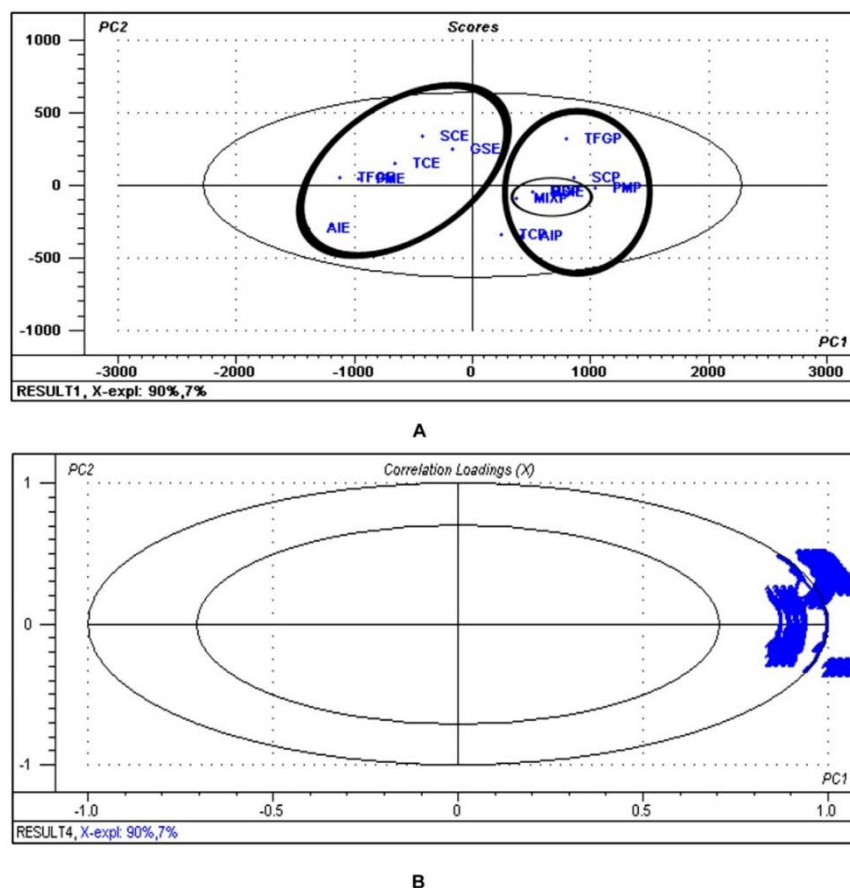 PC2 Scores
1000
500
0
-500
-1000
SCE
GSE
TCE
AIE
TFGP
SCP
PMP
MIXP
TCP
AIP
PC1
-3000 -2000 -1000 0 1000 2000 3000
RESULT1, X-expl: 90%,7%
A
PC2 Correlation Loadings (X)
1
0
-1
PC1
-1.0 -0.5 0 0.5 1.0
RESULT4, X-expl: 90%,7%
B